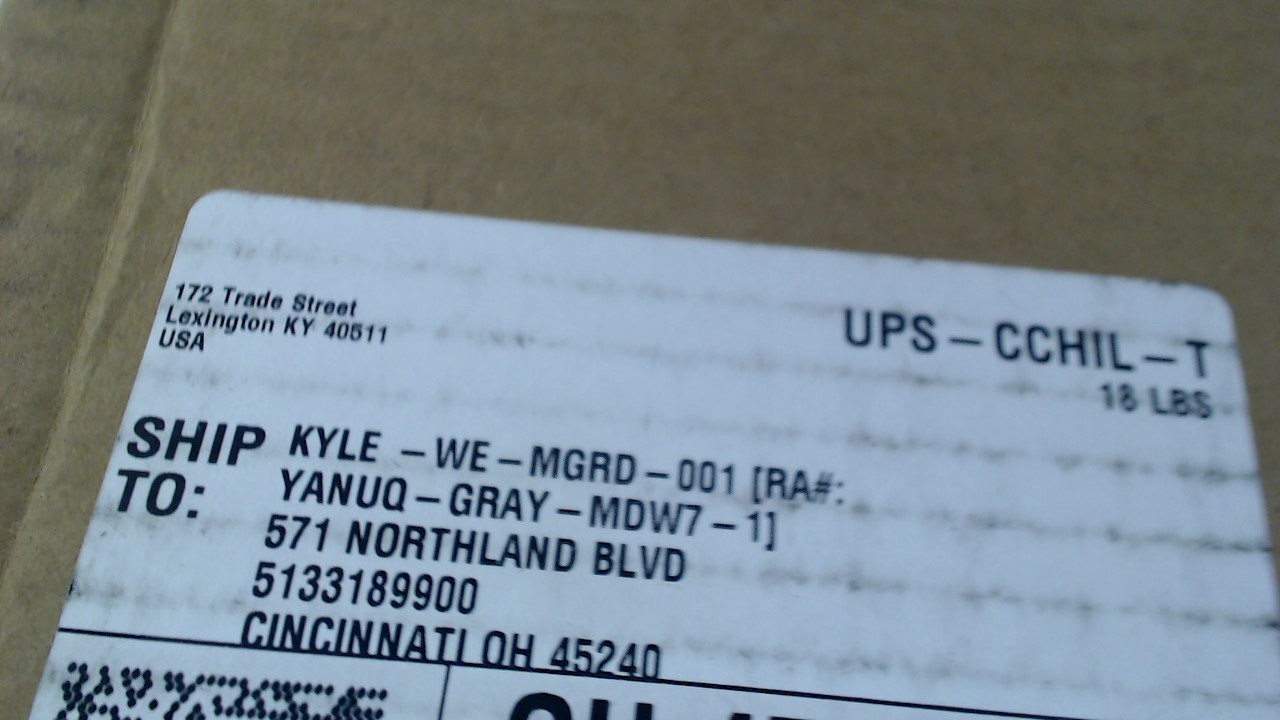 172 Trade Street
Lexington KY 40511
USA
UPS-CCHIL-T
18 LBS
SHIP TO:
KYLE -WE-MGRD-001 [RA#:
YANUQ-GRAY-MDW7-1]
571 NORTHLAND BLVD
5133189900
CINCINNATI OH 45240
OH